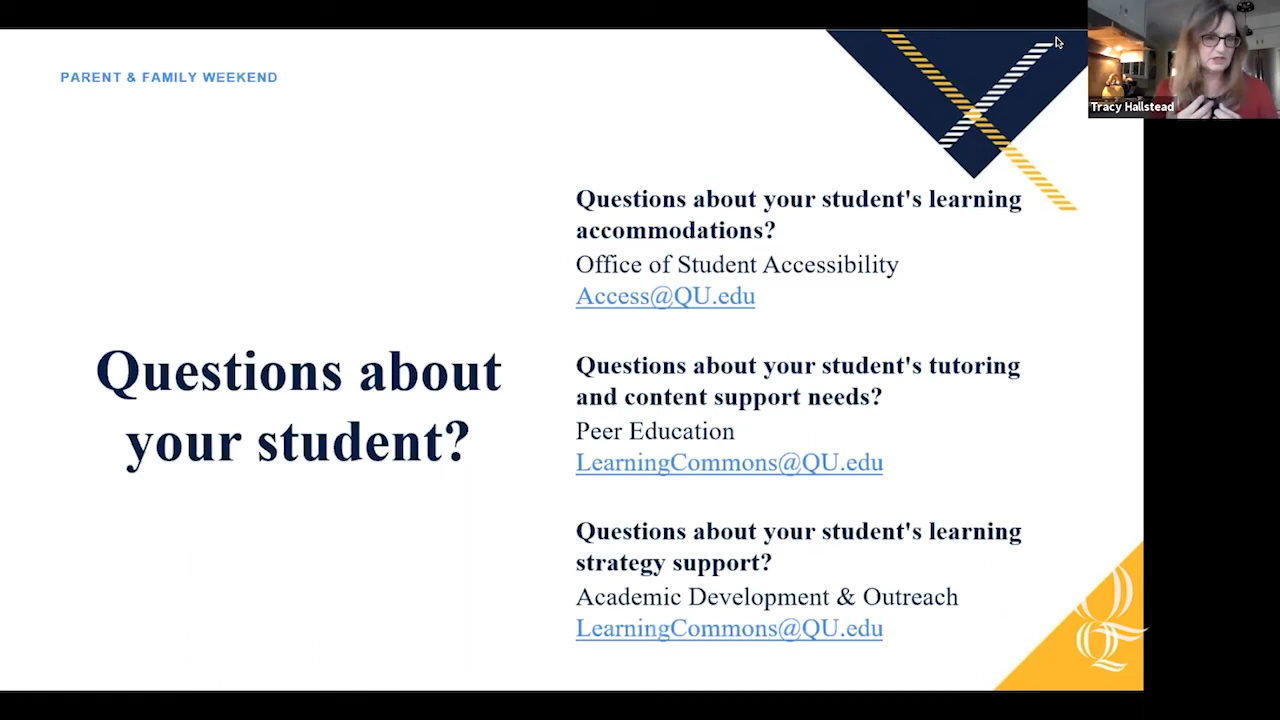 PARENT & FAMILY WEEKEND
Tracy Hallstead
Questions about
your student?
Questions about your student's learning
accommodations?
Office of Student Accessibility
Access@QU.edu
Questions about your student's tutoring
and content support needs?
Peer Education
LearningCommons@QU.edu
Questions about your student's learning
strategy support?
Academic Development & Outreach
LearningCommons@QU.edu